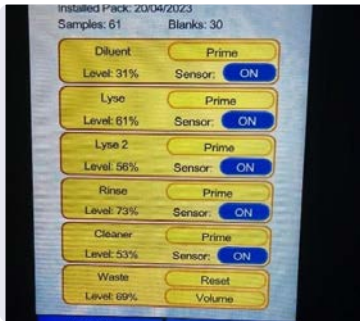 Installed Pack: 20/04/2023
Samples: 61 Blanks: 30
Diluent Prime
Level: 31% Sensor: ON
Lyse Prime
Level: 61% Sensor: ON
Lyse 2 Prime
Level: 56% Sensor: ON
Rinse Prime
Level: 73% Sensor: ON
Cleaner Prime
Level: 53% Sensor: ON
Waste Reset
Level: 69% Volume